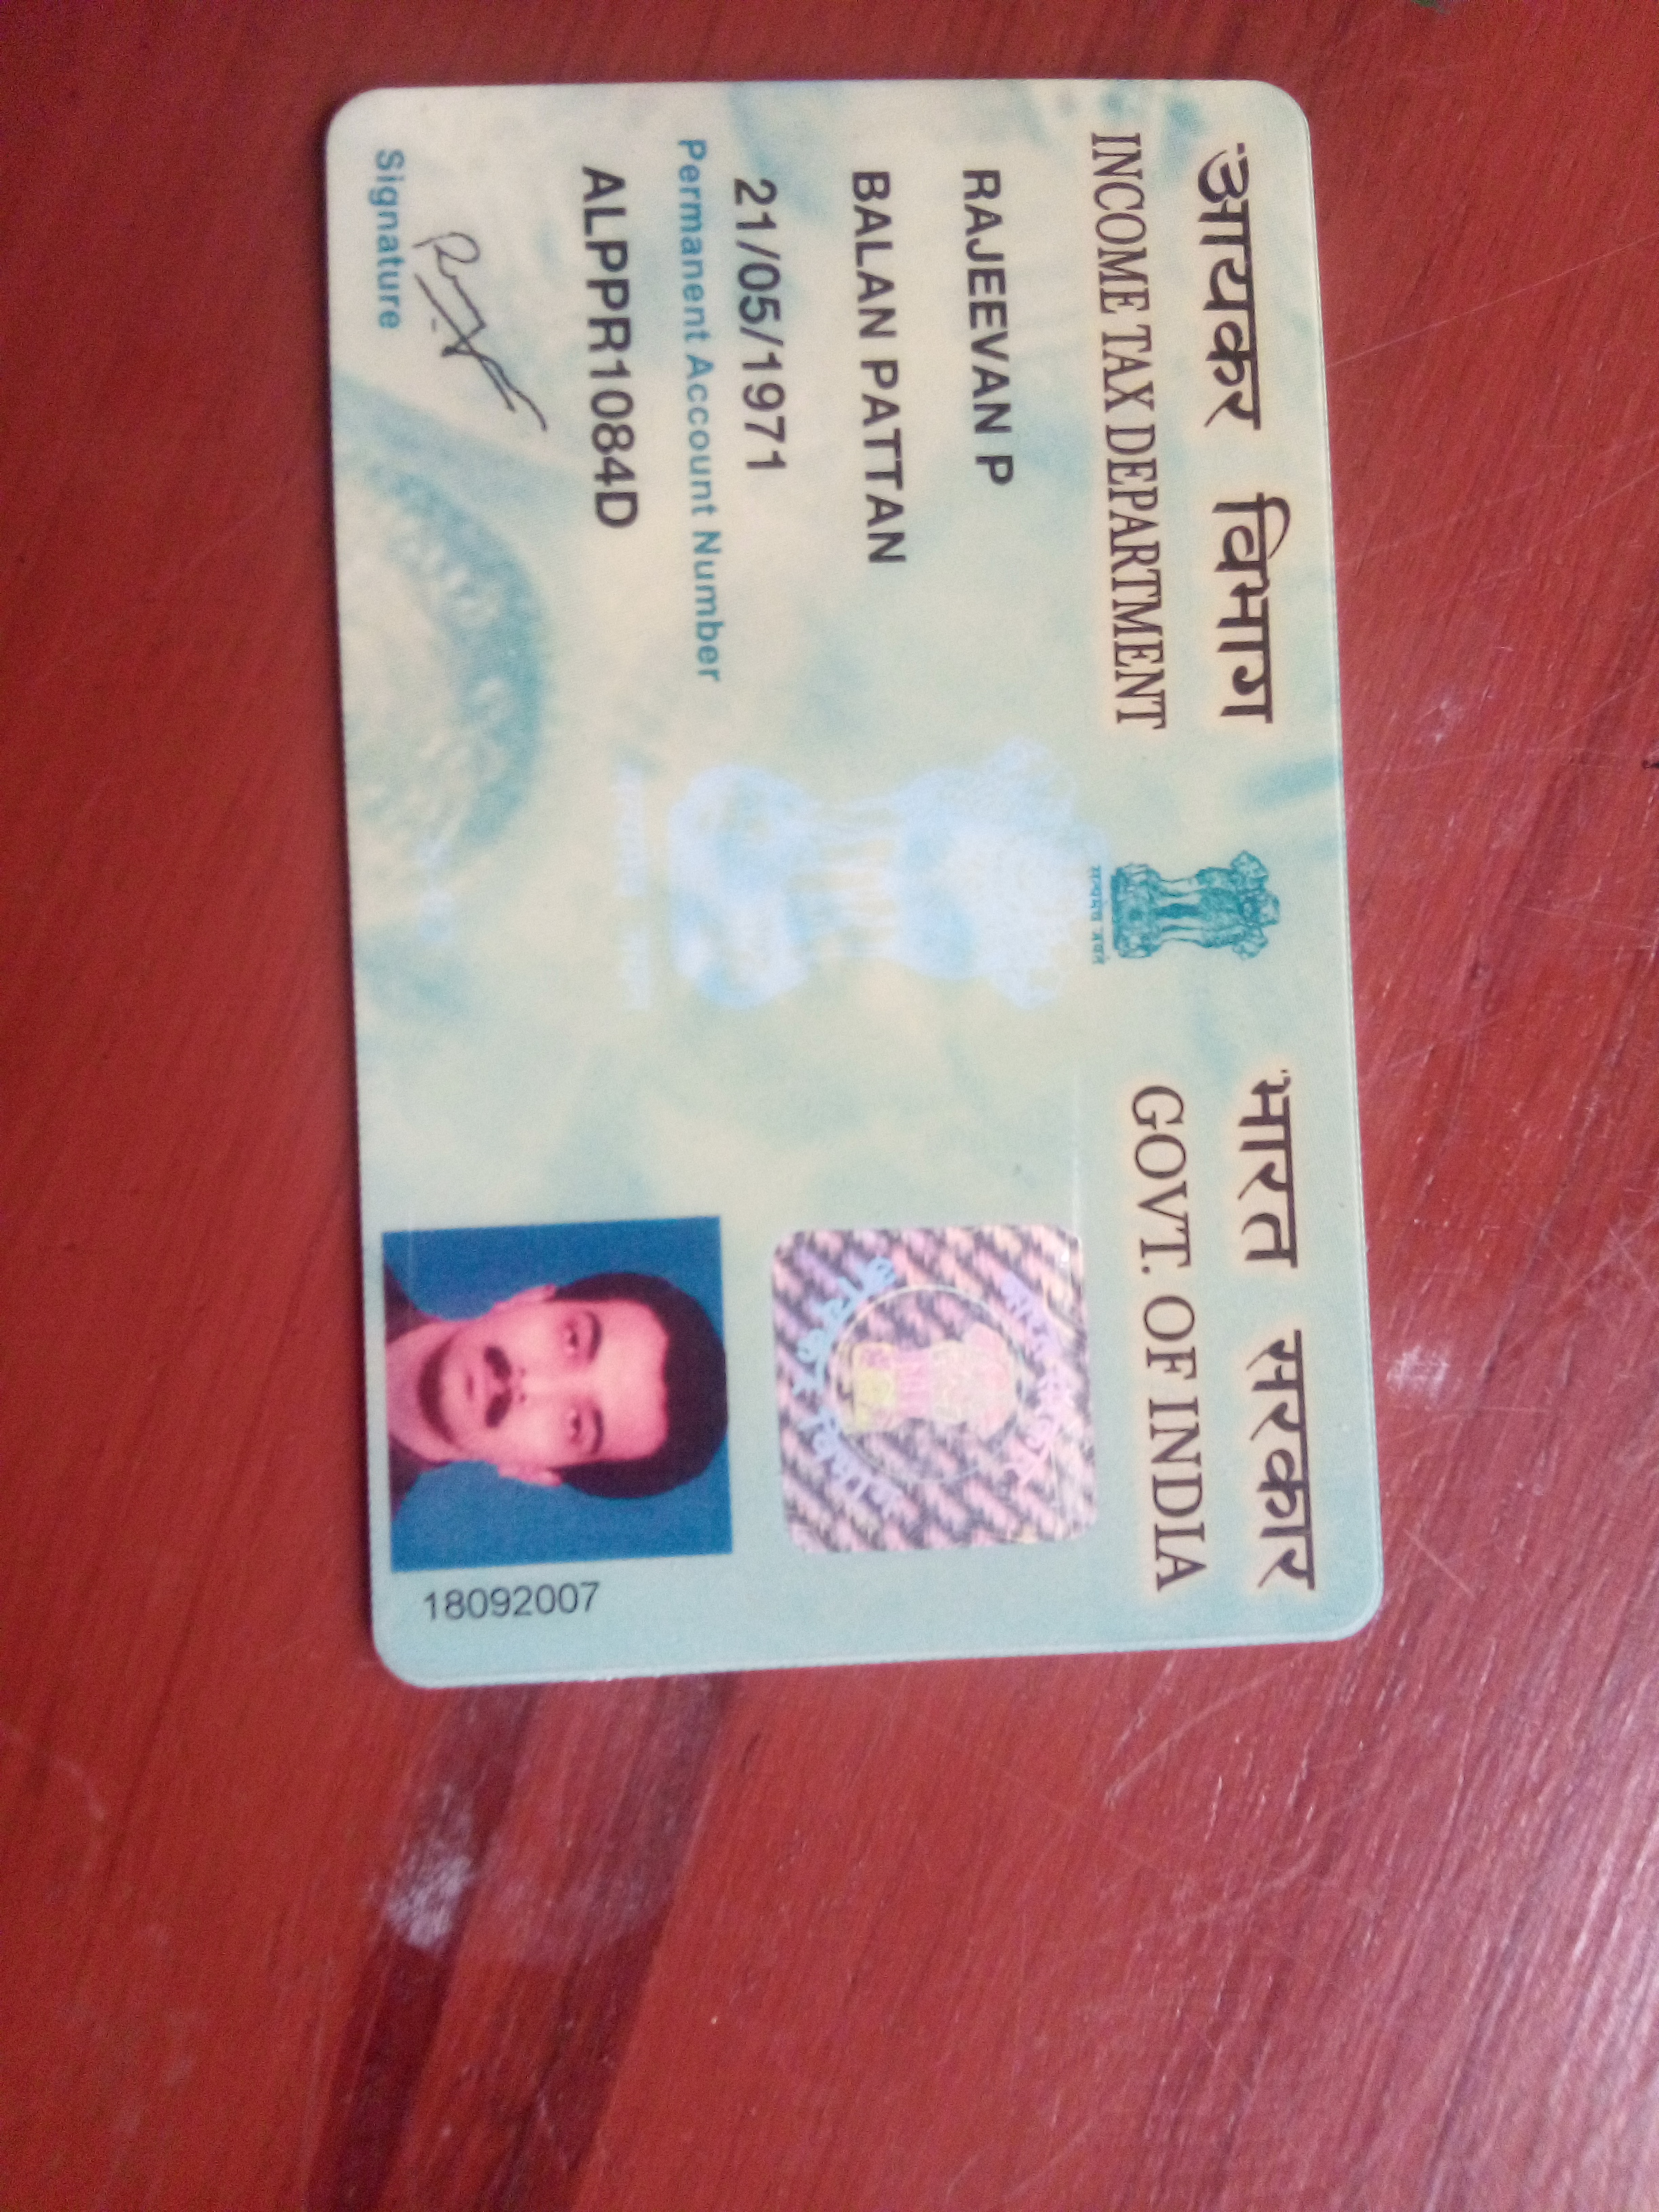 आयकर विभाग
INCOME TAX DEPARTMENT
सत्यमेव जयते
भारत सरकार
GOVT. OF INDIA
RAJEEVAN P
BALAN PATTAN
21/05/1971
Permanent Account Number
ALPPR1084D
Signature
आयकर विभाग
18092007